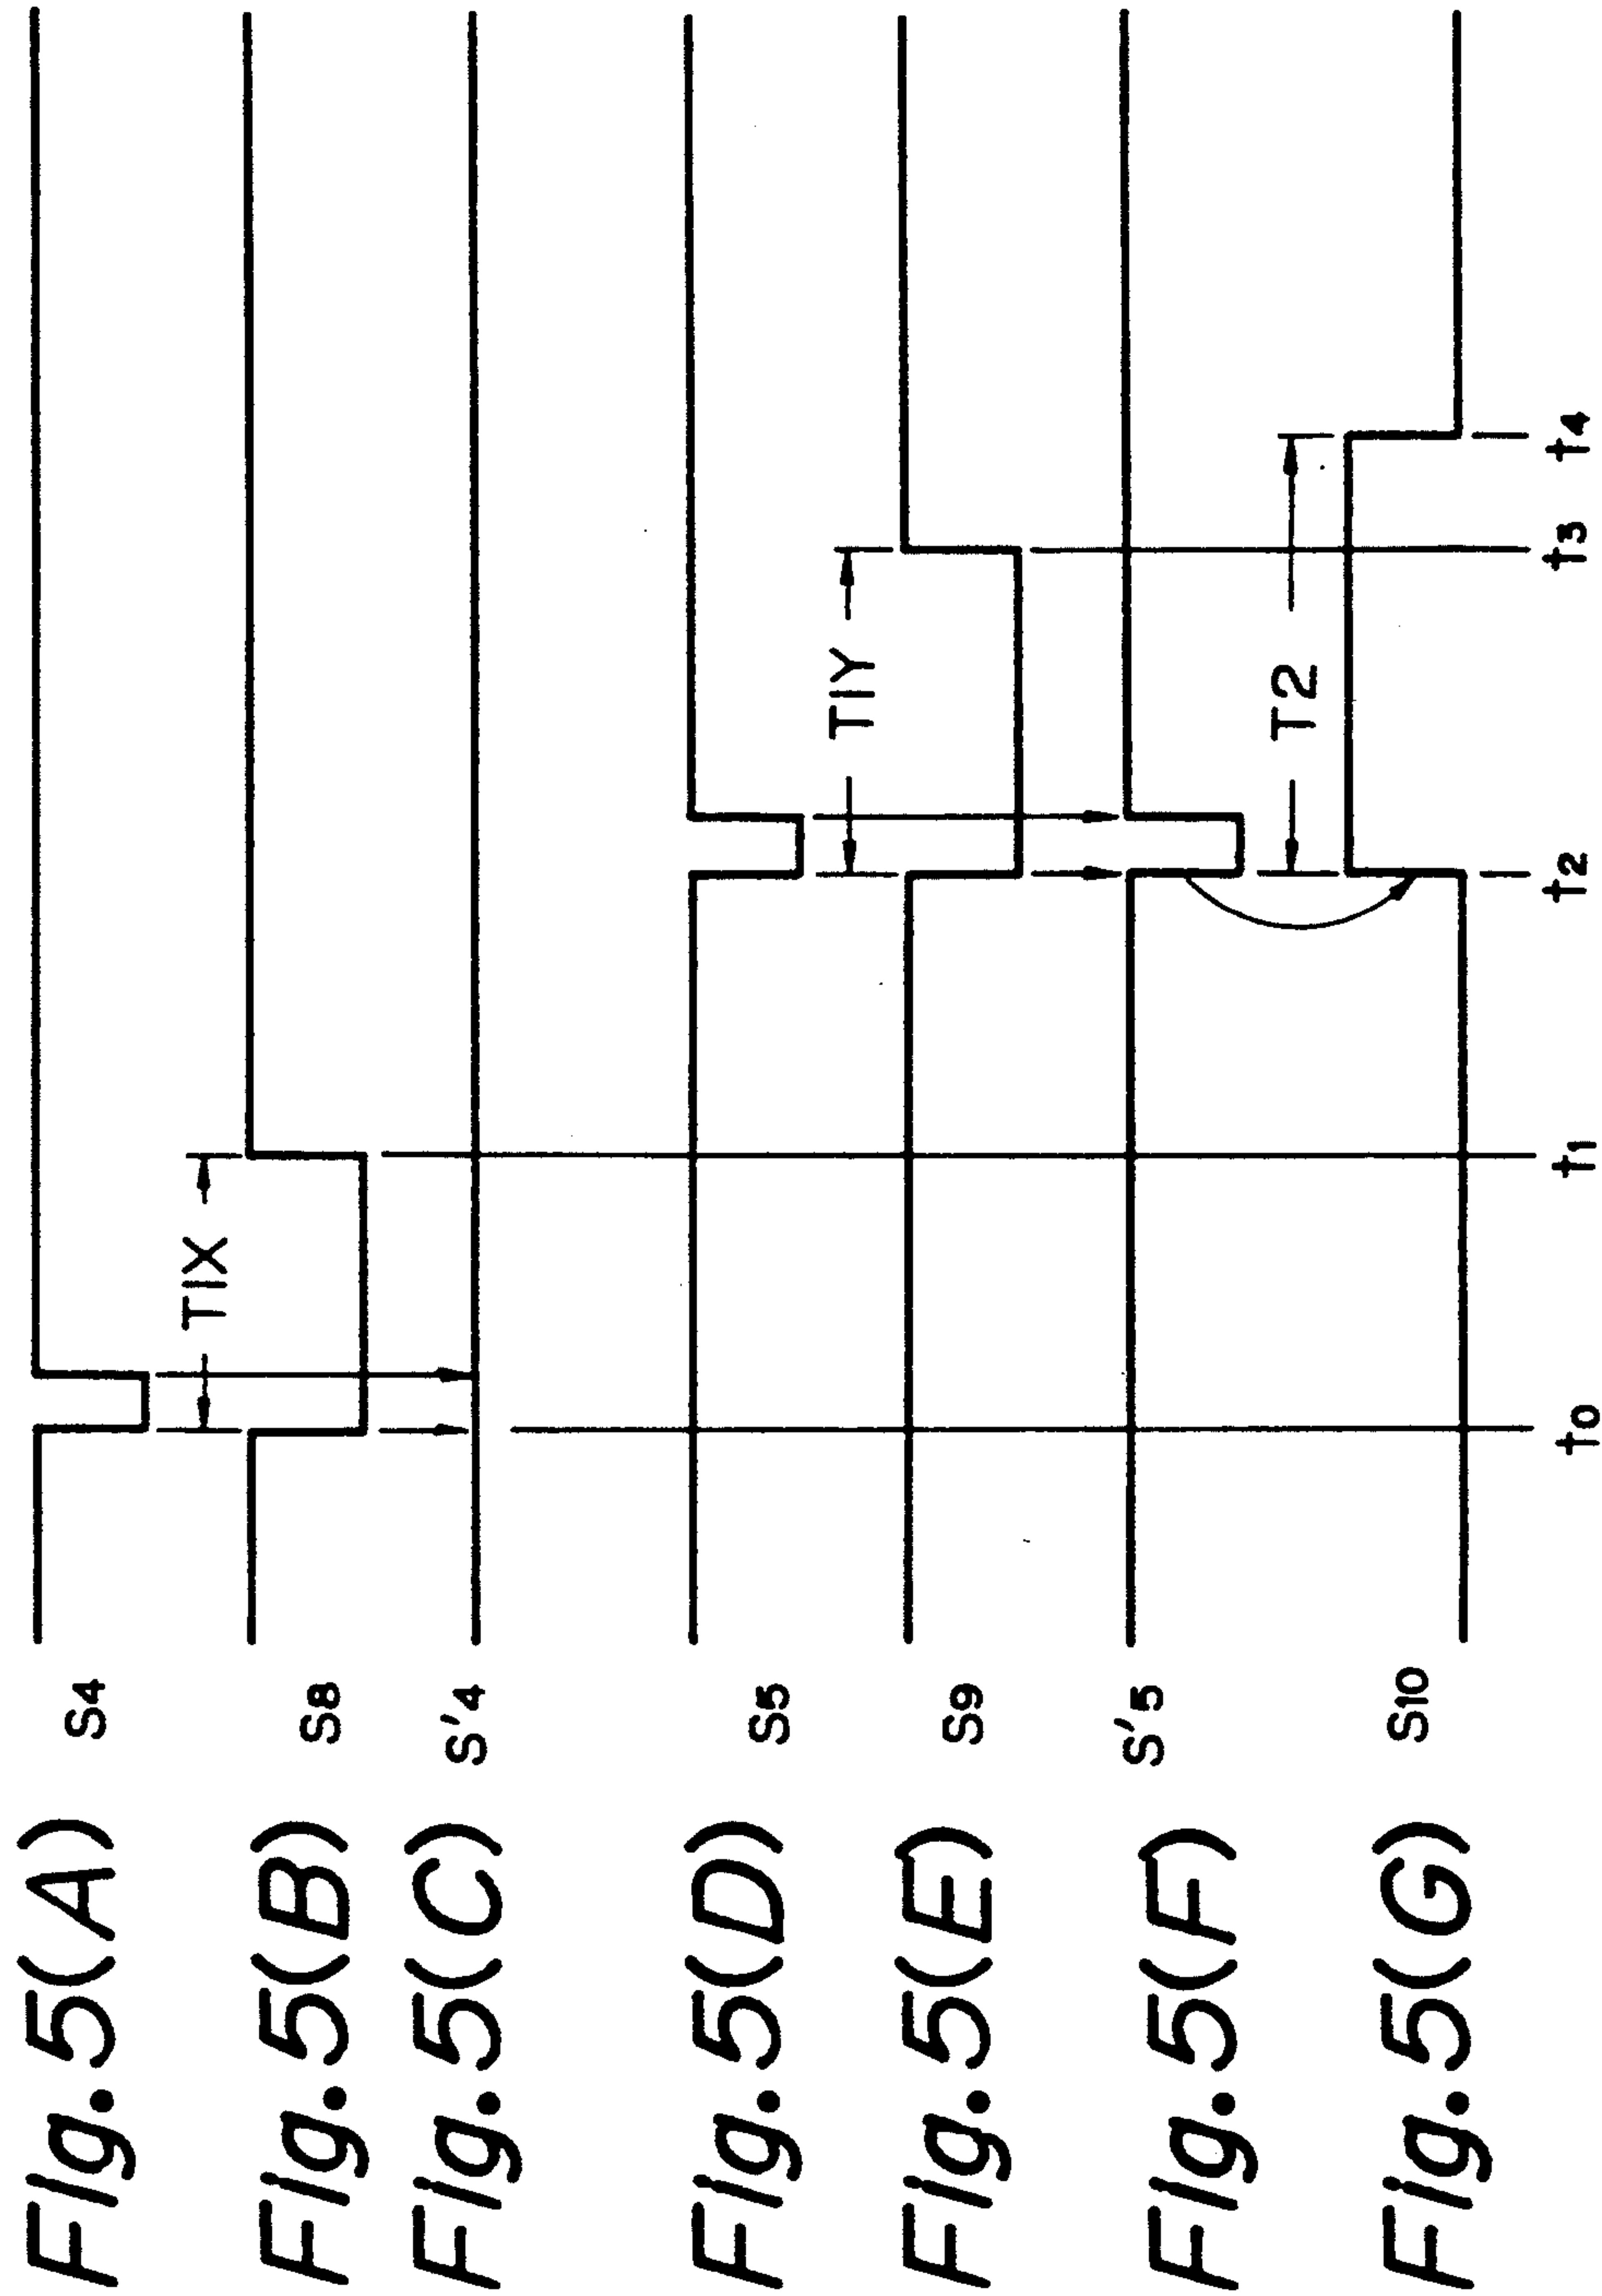 Fig. 5(A) S4
T1X
Fig. 5(B) S8
Fig. 5(C) S'4
Fig. 5(D) S5
T1Y
Fig. 5(E) S9
Fig. 5(F) S'5
T2
Fig. 5(G) S10
t0 t1 t2 t3 t4